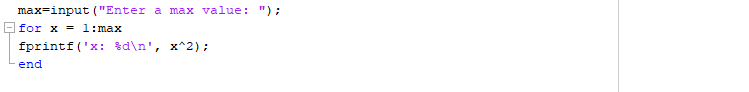 max=input("Enter a max value: ");
for x = 1:max
fprintf('x: %d\n', x^2);
end